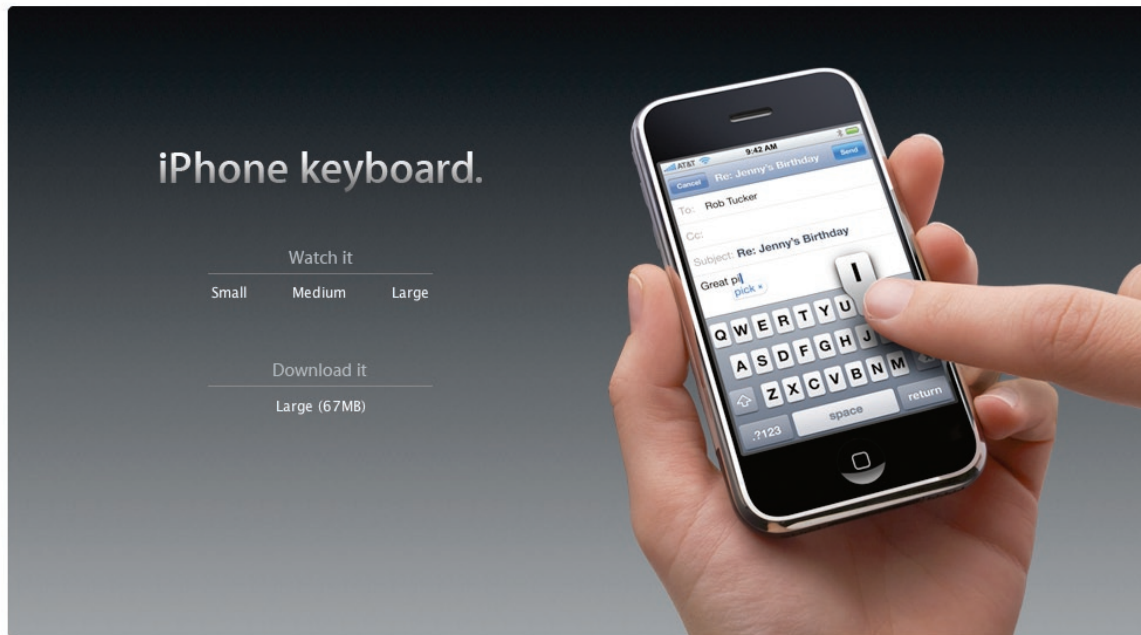 iPhone keyboard.
Watch it
Small Medium Large
Download it
Large (67MB)
AT&T 9:42 AM
Cancel Re: Jenny's Birthday Send
To: Rob Tucker
Cc:
Subject: Re: Jenny's Birthday
Great pi
pick ×
I
Q W E R T Y U
A S D F G H J
Z X C V B N M
.?123 space return